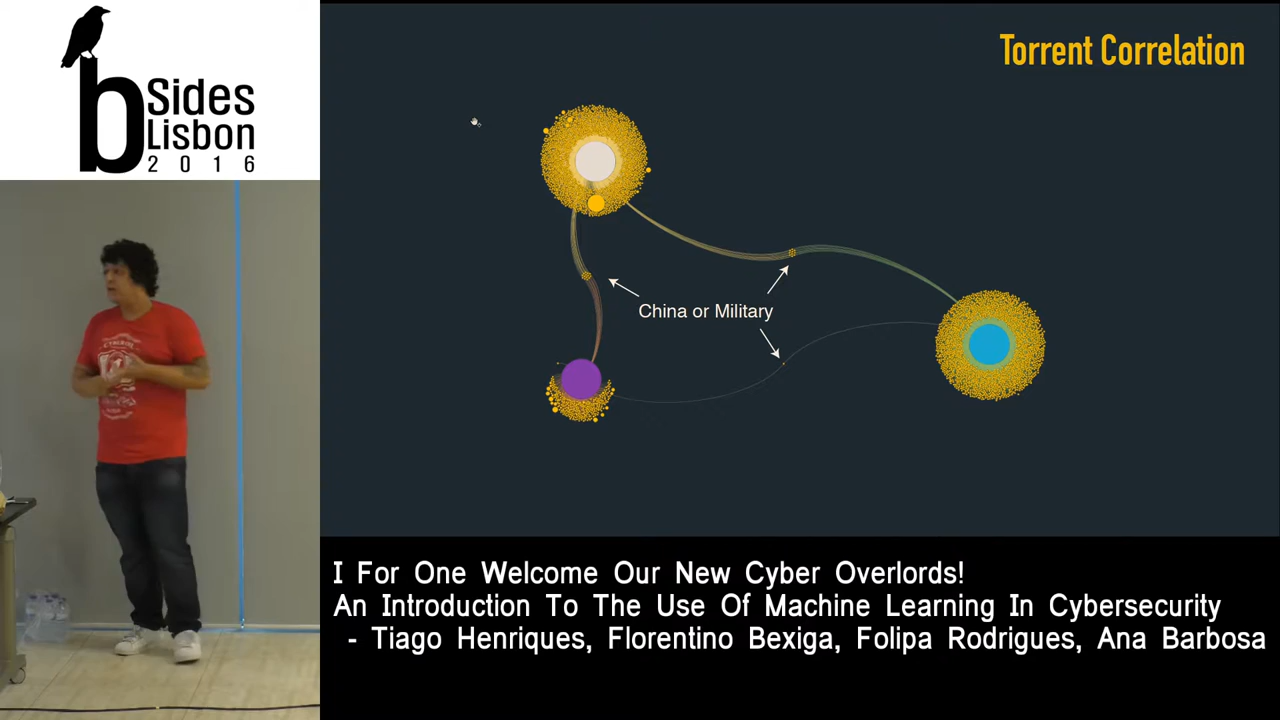 b Sides
Lisbon
2016
Torrent Correlation
China or Military
I For One Welcome Our New Cyber Overlords!
An Introduction To The Use Of Machine Learning In Cybersecurity
- Tiago Henriques, Florentino Bexiga, Folipa Rodrigues, Ana Barbosa